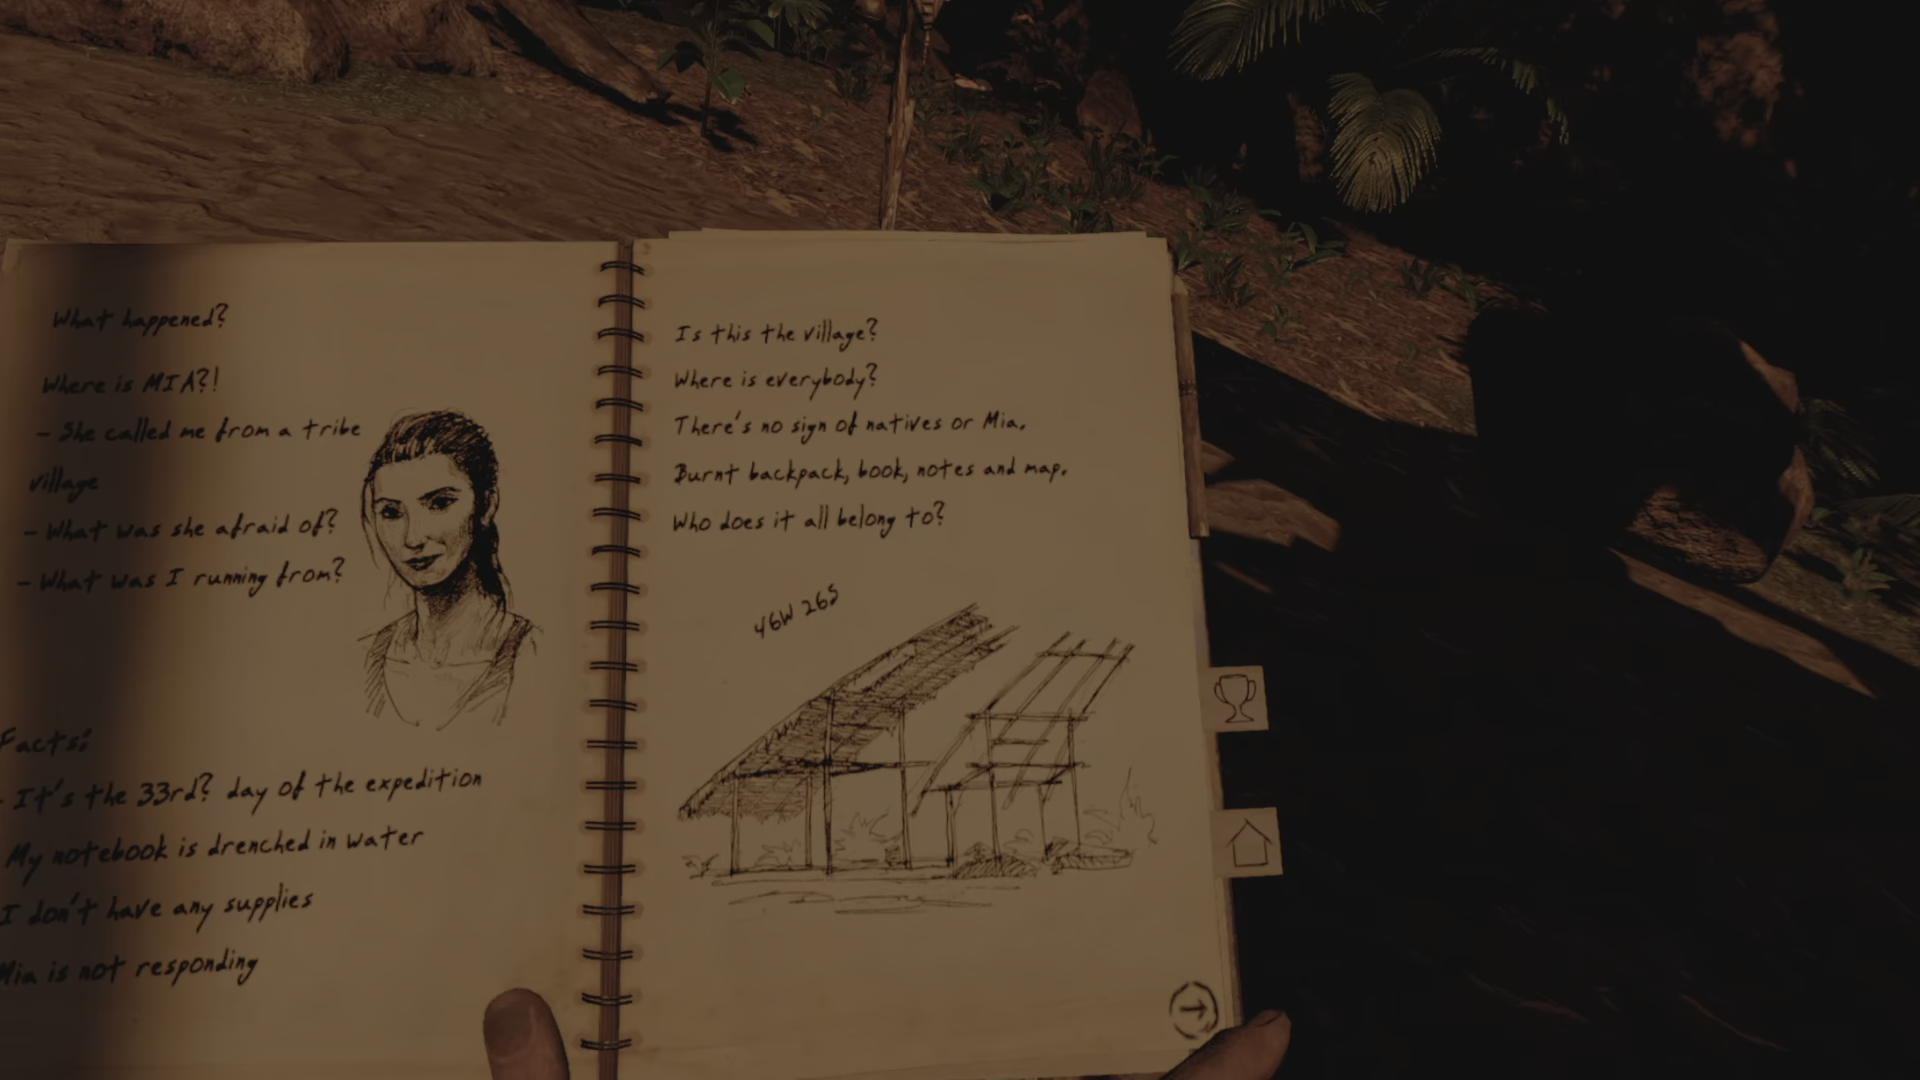 What happened?
Where is MIA?!
- She called me from a tribe
village
- What was she afraid of?
- What was I running from?
Facts:
- It's the 33rd? day of the expedition
My notebook is drenched in water
I don't have any supplies
Mia is not responding
Is this the village?
Where is everybody?
There's no sign of natives or Mia.
Burnt backpack, book, notes and map.
Who does it all belong to?
46W 26S